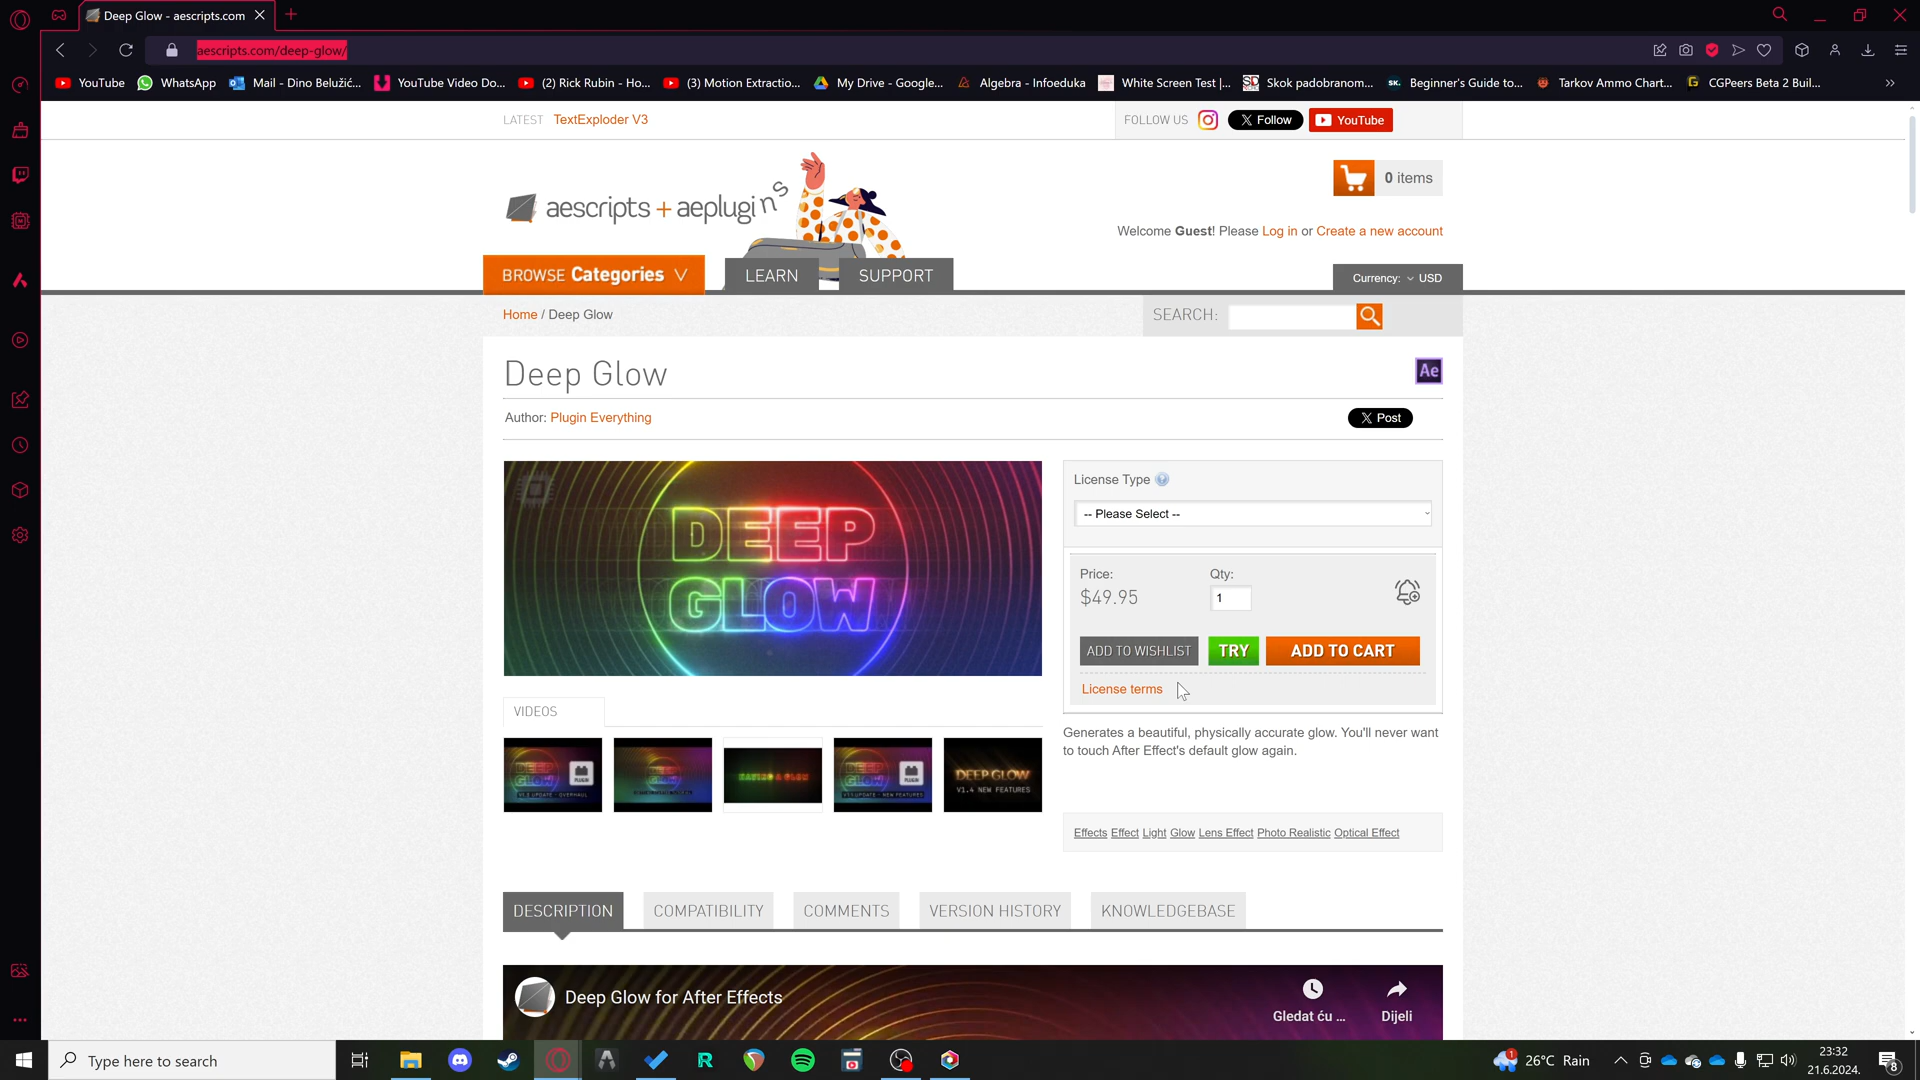 Deep Glow - aescripts.com
aescripts.com/deep-glow/
YouTube
WhatsApp
Mail - Dino Belužić...
YouTube Video Do...
(2) Rick Rubin - Ho...
(3) Motion Extractio...
My Drive - Google...
Algebra - Infoeduka
White Screen Test |...
Skok padobranom...
Beginner's Guide to...
Tarkov Ammo Chart...
CGPeers Beta 2 Buil...
LATEST TextExploder V3
FOLLOW US
X Follow
YouTube
aescripts + aeplugins
0 items
Welcome Guest! Please Log in or Create a new account
BROWSE Categories V
LEARN
SUPPORT
Currency: USD
Home / Deep Glow
SEARCH:
Deep Glow
Ae
Author: Plugin Everything
X Post
DEEP
GLOW
License Type
-- Please Select --
Price:
Qty:
$49.95
1
ADD TO WISHLIST
TRY
ADD TO CART
License terms
VIDEOS
Generates a beautiful, physically accurate glow. You'll never want
to touch After Effect's default glow again.
DEEP GLOW
V1.4 NEW FEATURES
Effects Effect Light Glow Lens Effect Photo Realistic Optical Effect
DESCRIPTION
COMPATIBILITY
COMMENTS
VERSION HISTORY
KNOWLEDGEBASE
Deep Glow for After Effects
Gledat ću ...
Dijeli
Type here to search
26°C Rain
23:32
21.6.2024.
8